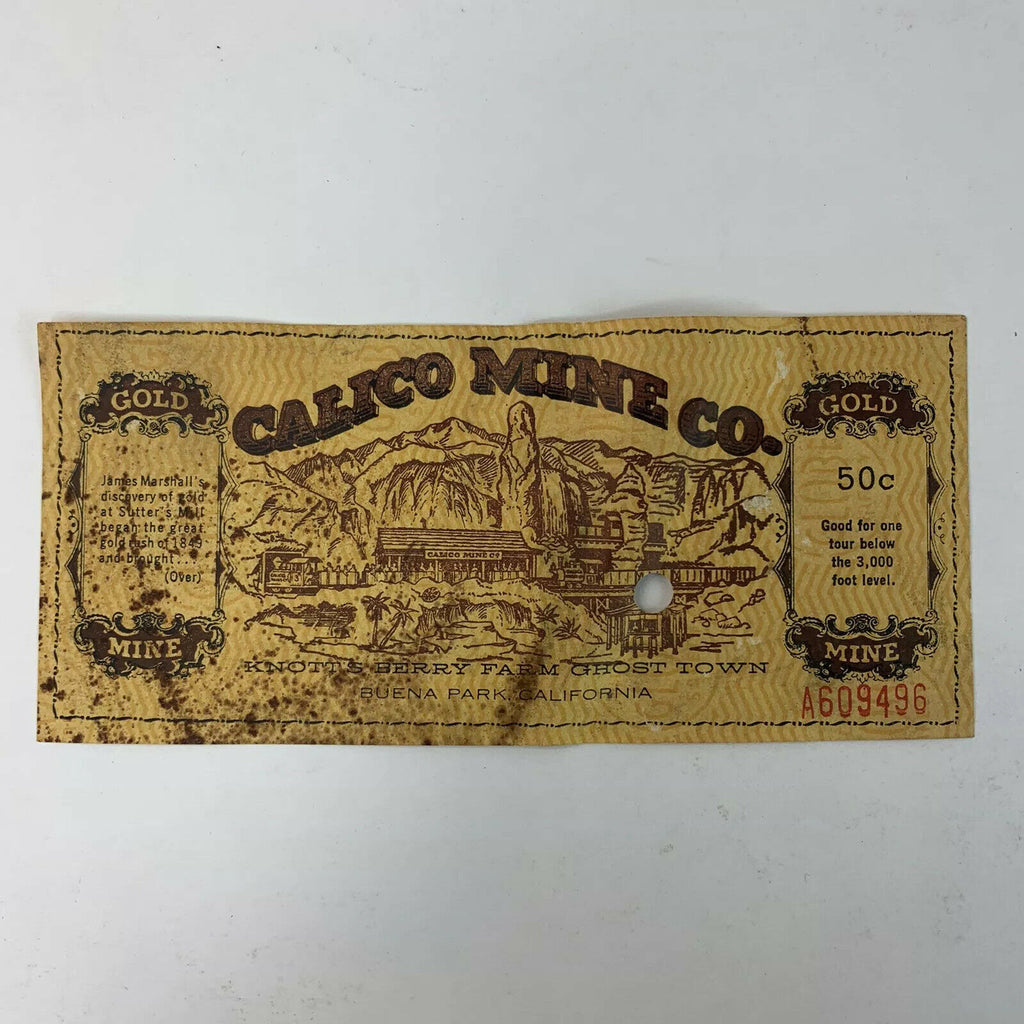 CALICO MINE CO.
GOLD
James Marshall's
discovery of gold
at Sutter's Mill
began the great
gold rush of 1849
and brought...
(Over)
MINE
CALICO MINE CO
KNOTT'S BERRY FARM GHOST TOWN
BUENA PARK, CALIFORNIA
GOLD
50c
Good for one
tour below
the 3,000
foot level.
MINE
A609496